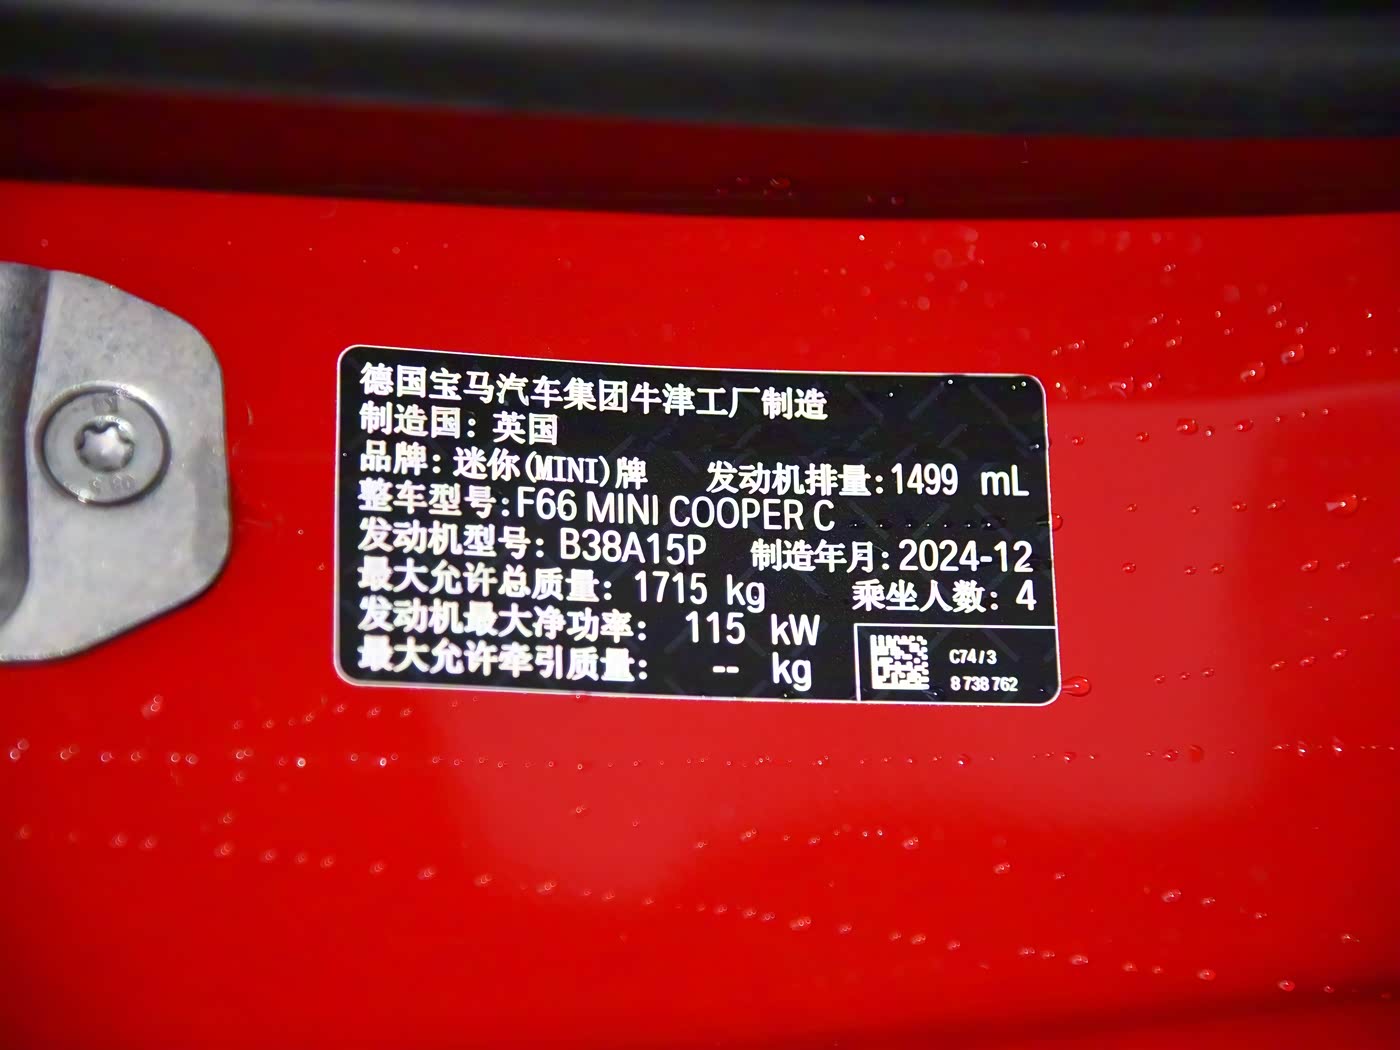 德国宝马汽车集团牛津工厂制造
制造国：英国
品牌：迷你(MINI)牌 发动机排量：1499 mL
整车型号：F66 MINI COOPER C
发动机型号：B38A15P 制造年月：2024-12
最大允许总质量：1715 kg 乘坐人数：4
发动机最大净功率： 115 kW
最大允许牵引质量： -- kg
C74/3
8 738 762